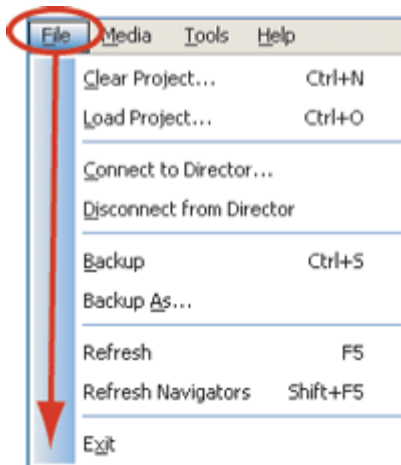 File Media Tools Help
Clear Project... Ctrl+N
Load Project... Ctrl+O
Connect to Director...
Disconnect from Director
Backup Ctrl+S
Backup As...
Refresh F5
Refresh Navigators Shift+F5
Exit